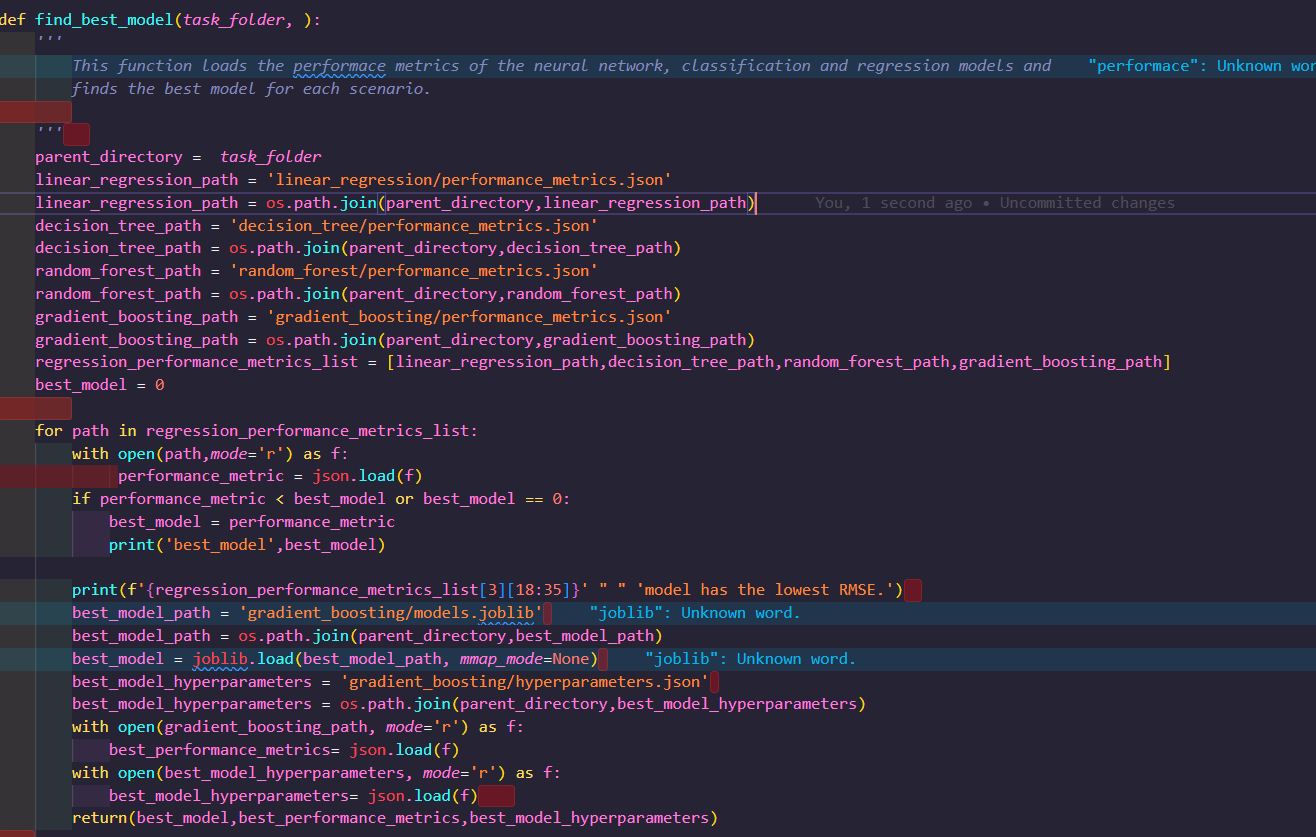 def find_best_model(task_folder, ):
    '''
        This function loads the performace metrics of the neural network, classification and regression models and    "performace": Unknown wor
        finds the best model for each scenario.
    '''
    parent_directory =  task_folder
    linear_regression_path = 'linear_regression/performance_metrics.json'
    linear_regression_path = os.path.join(parent_directory,linear_regression_path)      You, 1 second ago • Uncommitted changes
    decision_tree_path = 'decision_tree/performance_metrics.json'
    decision_tree_path = os.path.join(parent_directory,decision_tree_path)
    random_forest_path = 'random_forest/performance_metrics.json'
    random_forest_path = os.path.join(parent_directory,random_forest_path)
    gradient_boosting_path = 'gradient_boosting/performance_metrics.json'
    gradient_boosting_path = os.path.join(parent_directory,gradient_boosting_path)
    regression_performance_metrics_list = [linear_regression_path,decision_tree_path,random_forest_path,gradient_boosting_path]
    best_model = 0
    for path in regression_performance_metrics_list:
        with open(path,mode='r') as f:
             performance_metric = json.load(f)
        if performance_metric < best_model or best_model == 0:
            best_model = performance_metric
            print('best_model',best_model)
        print(f'{regression_performance_metrics_list[3][18:35]}' " " 'model has the lowest RMSE.')
        best_model_path = 'gradient_boosting/models.joblib'     "joblib": Unknown word.
        best_model_path = os.path.join(parent_directory,best_model_path)
        best_model = joblib.load(best_model_path, mmap_mode=None)     "joblib": Unknown word.
        best_model_hyperparameters = 'gradient_boosting/hyperparameters.json'
        best_model_hyperparameters = os.path.join(parent_directory,best_model_hyperparameters)
        with open(gradient_boosting_path, mode='r') as f:
            best_performance_metrics= json.load(f)
        with open(best_model_hyperparameters, mode='r') as f:
            best_model_hyperparameters= json.load(f)
        return(best_model,best_performance_metrics,best_model_hyperparameters)